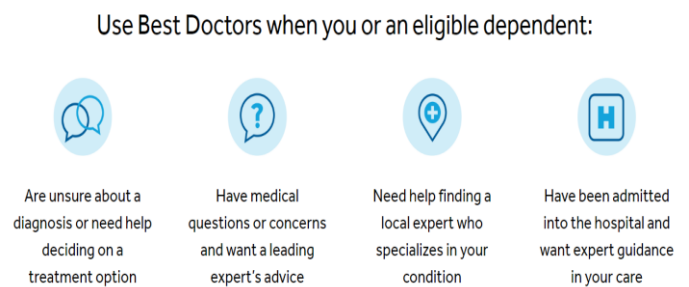 Use Best Doctors when you or an eligible dependent:
?
H
Are unsure about a
diagnosis or need help
deciding on a
treatment option
Have medical
questions or concerns
and want a leading
expert's advice
Need help finding a
local expert who
specializes in your
condition
Have been admitted
into the hospital and
want expert guidance
in your care